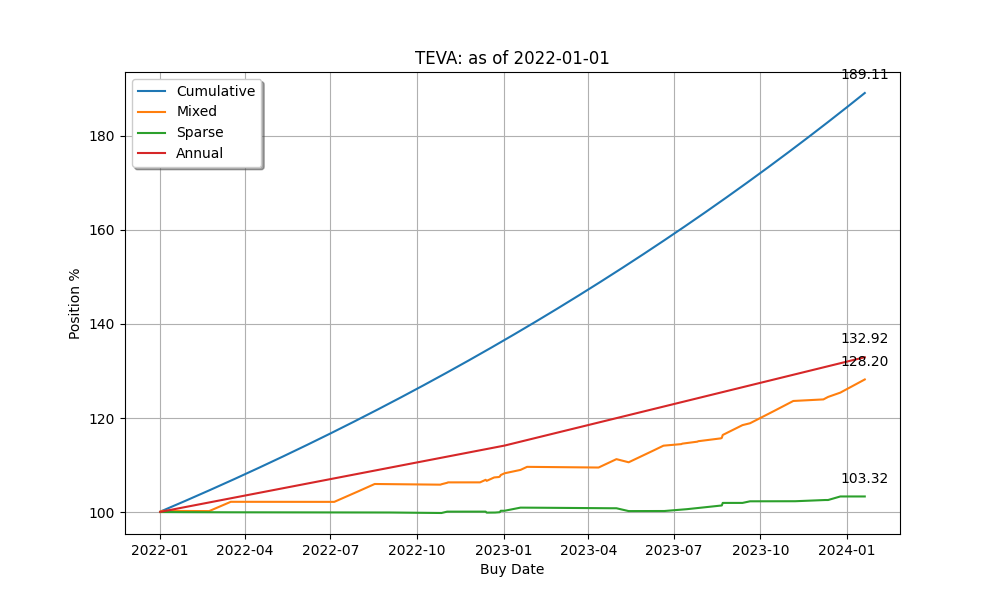 TEVA: as of 2022-01-01
189.11
Cumulative
Mixed
Sparse
Annual
180
160
140
132.92
128.20
120
103.32
100
Position %
2022-01 2022-04 2022-07 2022-10 2023-01 2023-04 2023-07 2023-10 2024-01
Buy Date